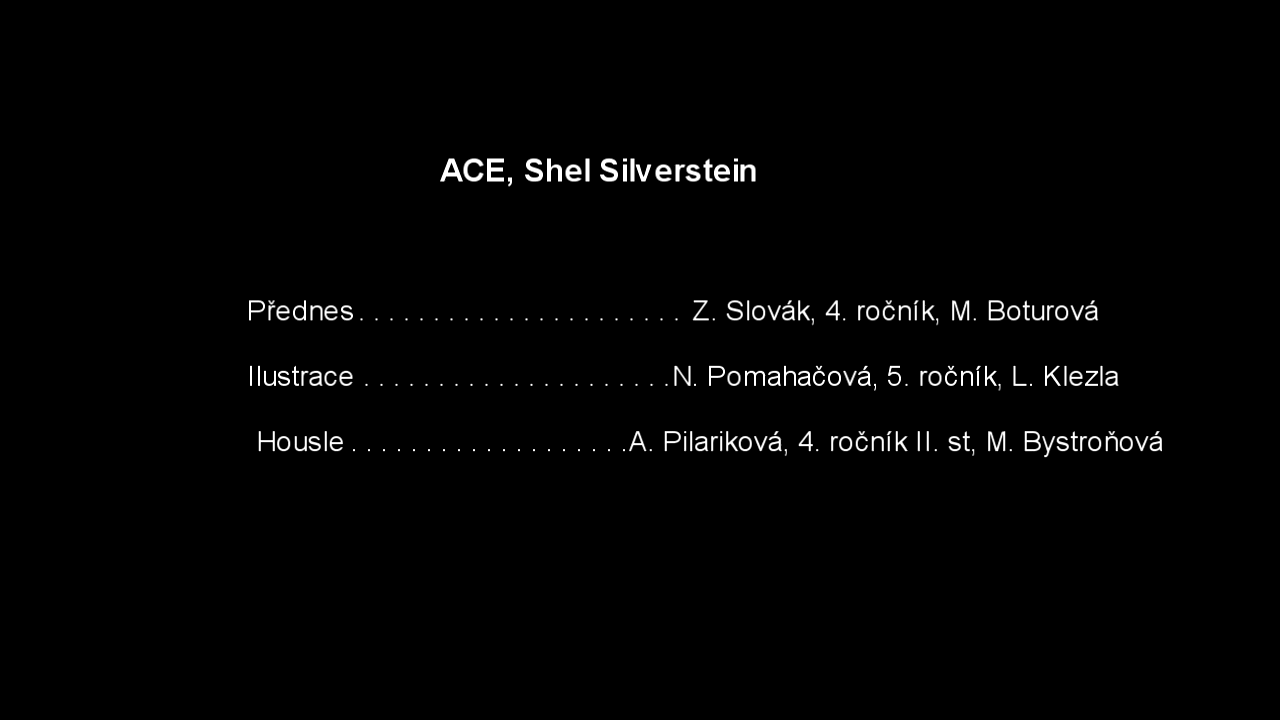 ACE, Shel Silverstein
Přednes . . . . . . . . . . . . . . . . . . . . . . Z. Slovák, 4. ročník, M. Boturová
Ilustrace . . . . . . . . . . . . . . . . . . . . .N. Pomahačová, 5. ročník, L. Klezla
Housle . . . . . . . . . . . . . . . . . . .A. Pilariková, 4. ročník II. st, M. Bystroňová